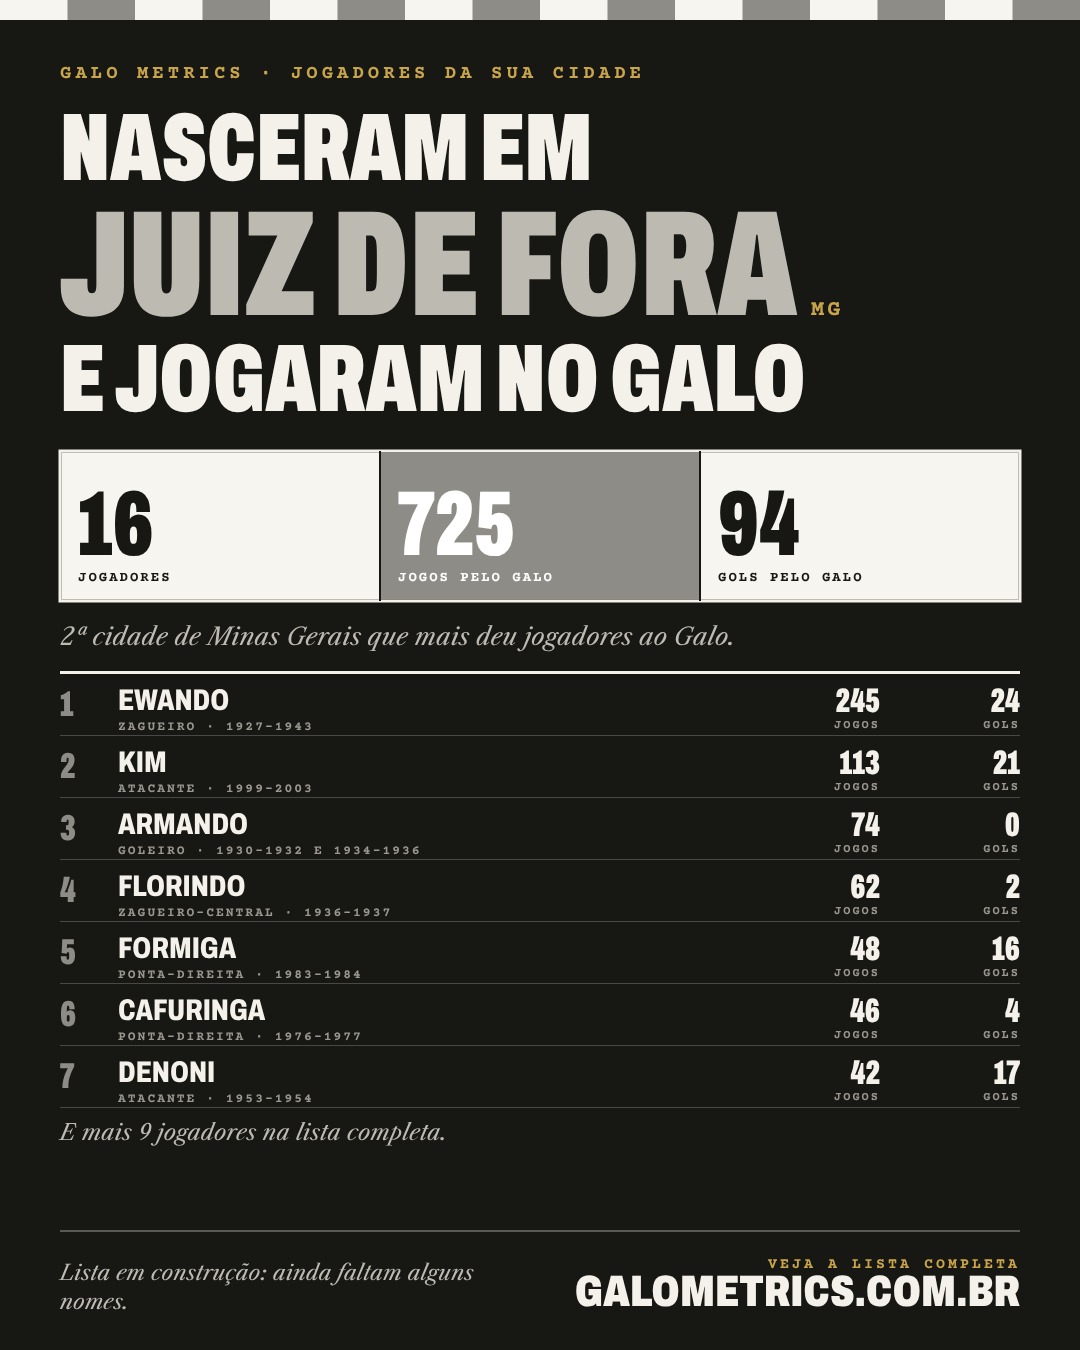 GALO METRICS · JOGADORES DA SUA CIDADE
NASCERAM EM
JUIZ DE FORA MG
E JOGARAM NO GALO
16 725 94
JOGADORES JOGOS PELO GALO GOLS PELO GALO
2ª cidade de Minas Gerais que mais deu jogadores ao Galo.
1 EWANDO 245 24
ZAGUEIRO · 1927-1943 JOGOS GOLS
2 KIM 113 21
ATACANTE · 1999-2003 JOGOS GOLS
3 ARMANDO 74 0
GOLEIRO · 1930-1932 E 1934-1936 JOGOS GOLS
4 FLORINDO 62 2
ZAGUEIRO-CENTRAL · 1936-1937 JOGOS GOLS
5 FORMIGA 48 16
PONTA-DIREITA · 1983-1984 JOGOS GOLS
6 CAFURINGA 46 4
PONTA-DIREITA · 1976-1977 JOGOS GOLS
7 DENONI 42 17
ATACANTE · 1953-1954 JOGOS GOLS
E mais 9 jogadores na lista completa.
Lista em construção: ainda faltam alguns
nomes.
VEJA A LISTA COMPLETA
GALOMETRICS.COM.BR